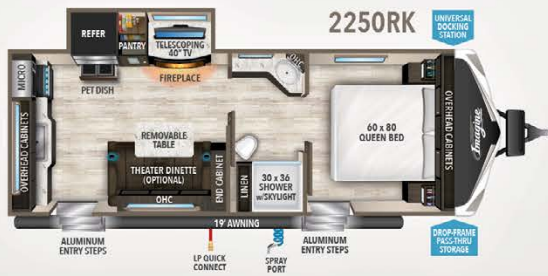 2250RK
UNIVERSAL
DOCKING
STATION
REFER
PANTRY
TELESCOPING
40" TV
OHC
FIREPLACE
MICRO
PET DISH
OVERHEAD CABINETS
REMOVABLE
TABLE
THEATER DINETTE
(OPTIONAL)
OHC
END CABINET
LINEN
30 x 36
SHOWER
w/SKYLIGHT
60 x 80
QUEEN BED
OVERHEAD CABINETS
Imagine
19' AWNING
ALUMINUM
ENTRY STEPS
LP QUICK
CONNECT
SPRAY
PORT
ALUMINUM
ENTRY STEPS
DROP-FRAME
PASS-THRU
STORAGE